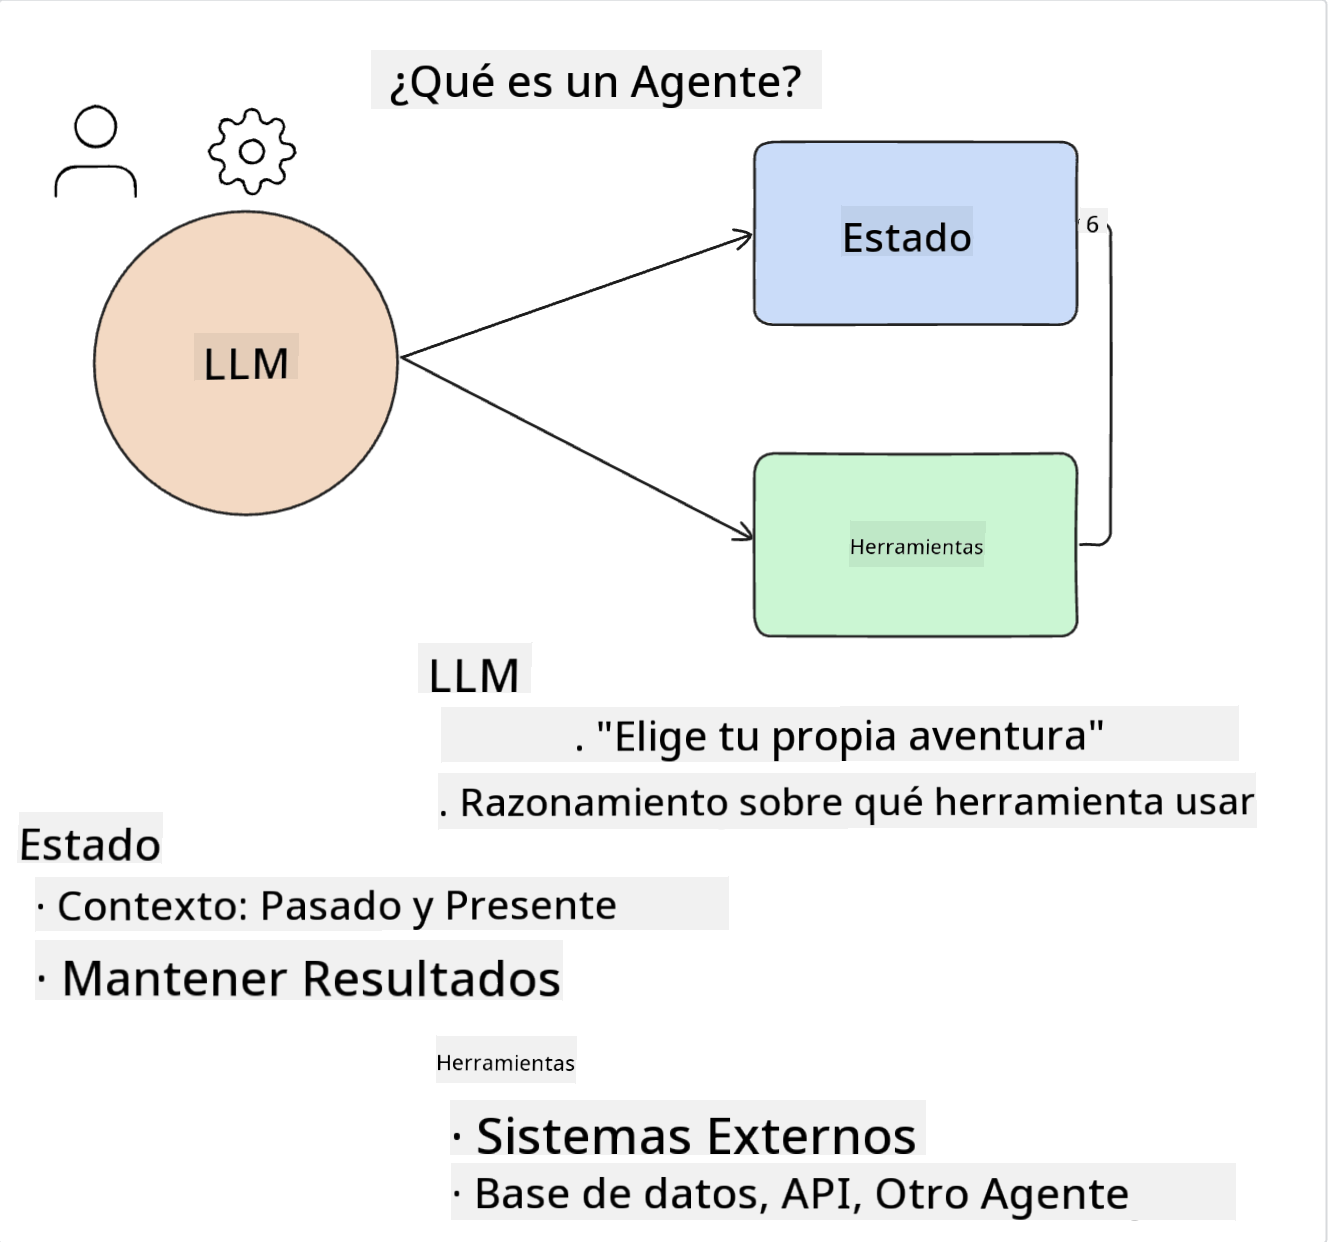 ¿Qué es un Agente?
Estado
6
LLM
Herramientas
LLM
. "Elige tu propia aventura"
. Razonamiento sobre qué herramienta usar
Estado
· Contexto: Pasado y Presente
· Mantener Resultados
Herramientas
· Sistemas Externos
· Base de datos, API, Otro Agente